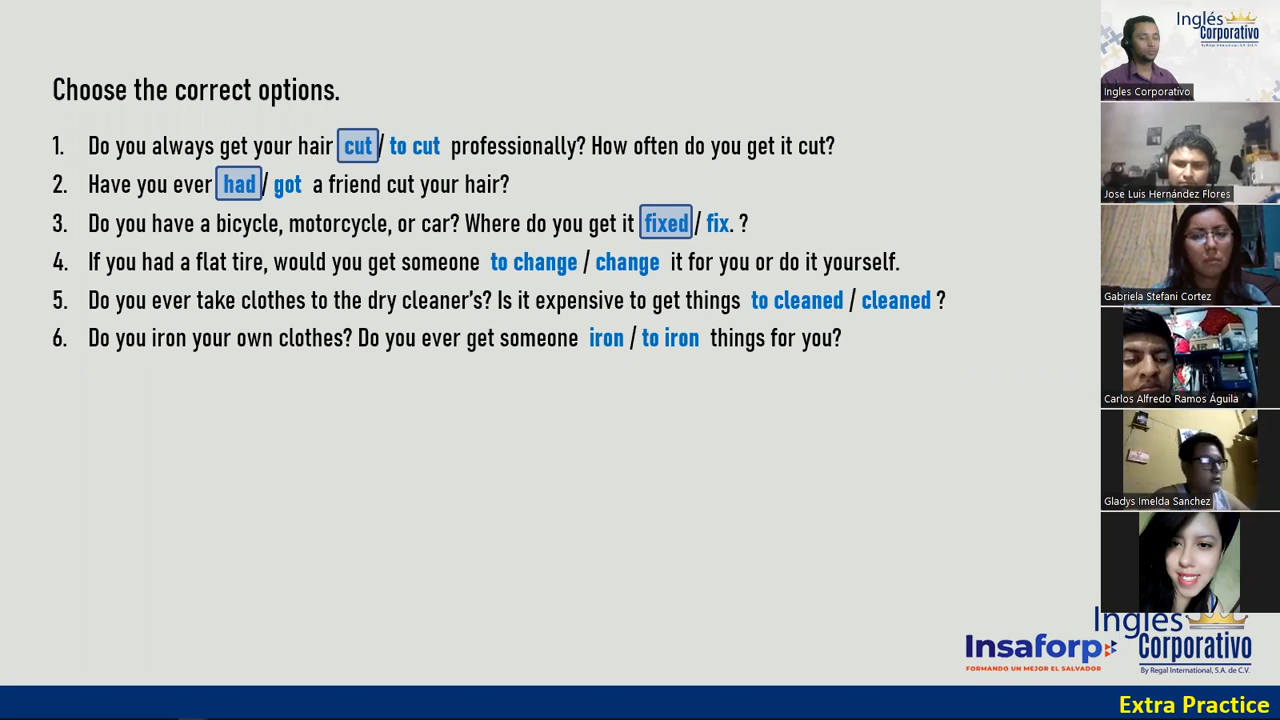 Choose the correct options.
1. Do you always get your hair cut / to cut professionally? How often do you get it cut?
2. Have you ever had / got a friend cut your hair?
3. Do you have a bicycle, motorcycle, or car? Where do you get it fixed / fix. ?
4. If you had a flat tire, would you get someone to change / change it for you or do it yourself.
5. Do you ever take clothes to the dry cleaner's? Is it expensive to get things to cleaned / cleaned ?
6. Do you iron your own clothes? Do you ever get someone iron / to iron things for you?
Inglés
Corporativo
By Regal International, S.A. de C.V.
Ingles Corporativo
Jose Luis Hernández Flores
Gabriela Stefani Cortez
Carlos Alfredo Ramos Águila
Gladys Imelda Sanchez
Insaforp
FORMANDO UN MEJOR EL SALVADOR
Inglés
Corporativo
By Regal International, S.A. de C.V.
Extra Practice